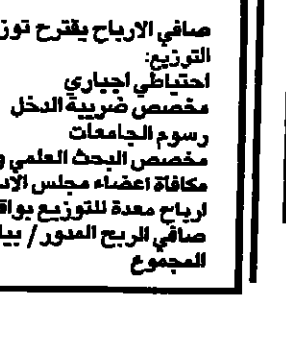 صافي الارباح يقترح توز
التوزيع:
احتياطي اجباري
مخصص ضريبة الدخل
رسوم الجامعات
مخصص البحث العلمي و
مكافاة اعضاء مجلس الاد
ارباح معدة للتوزيع بواق
صافي الربح المدور / بيا
المجموع